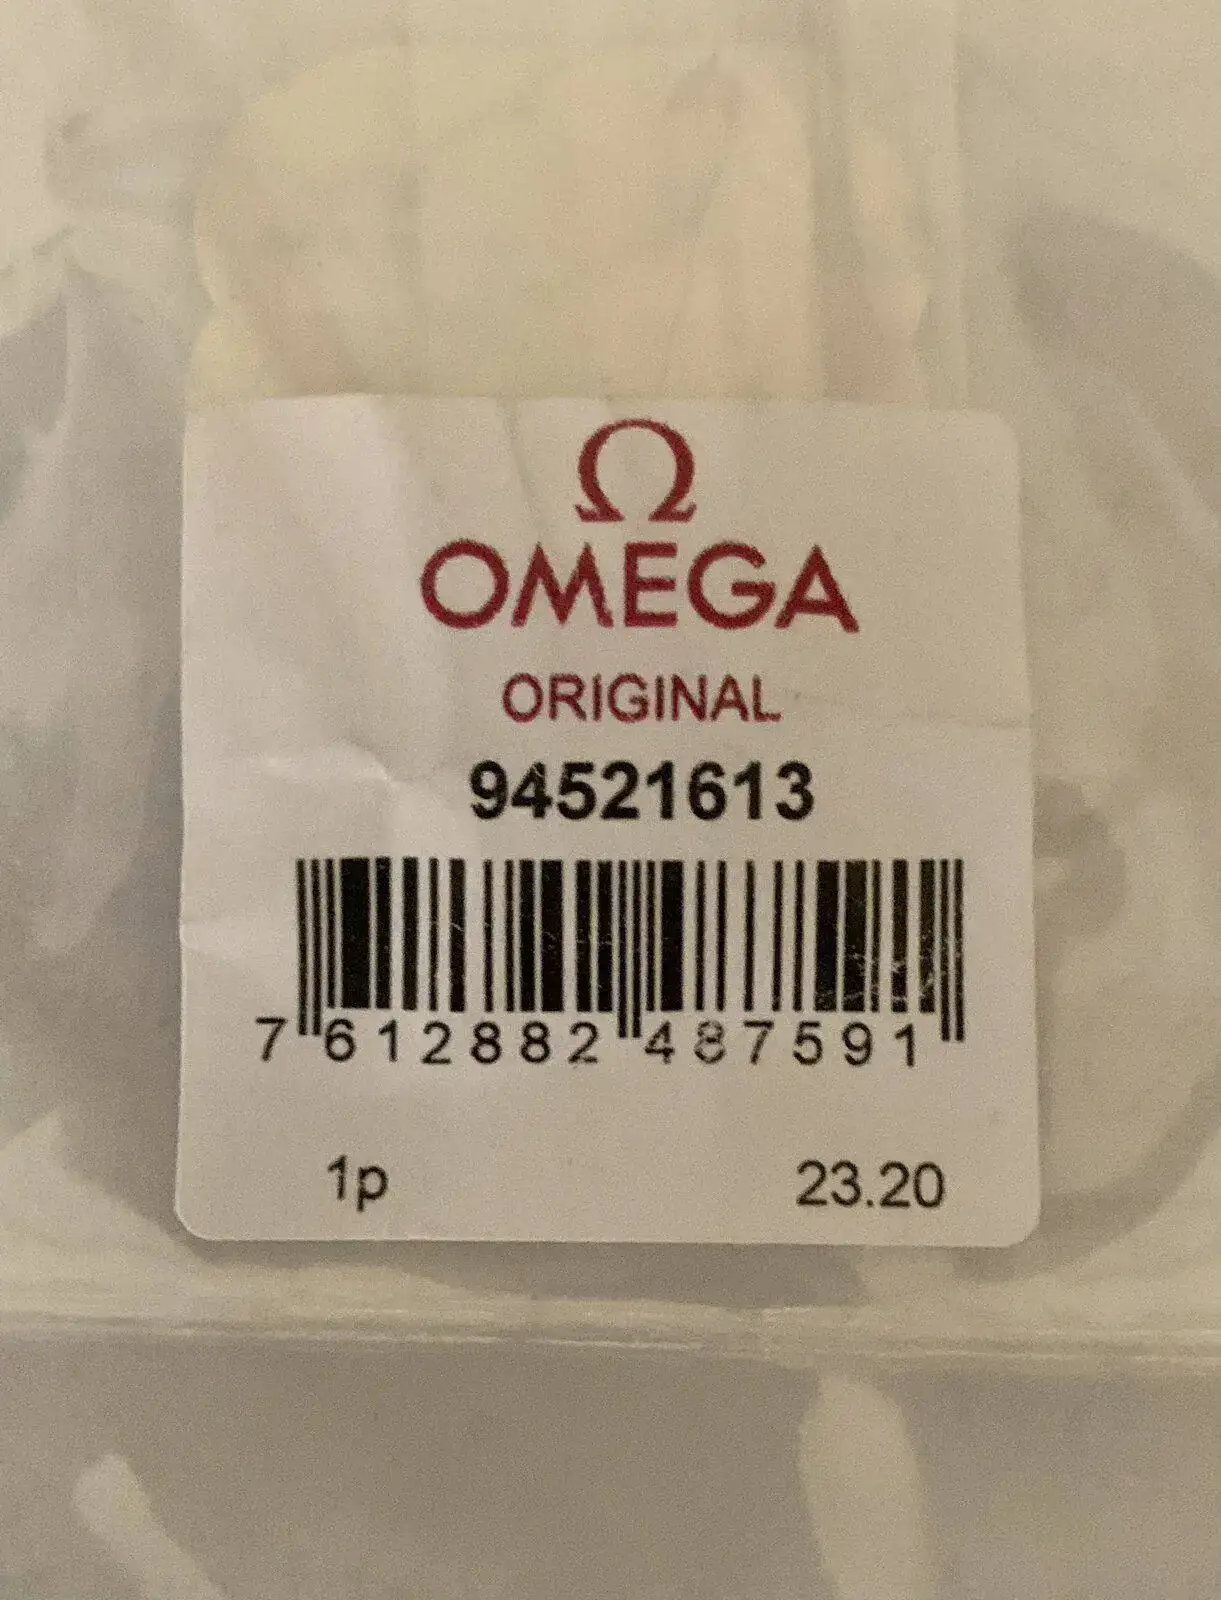 Ω
OMEGA
ORIGINAL
94521613
7 612882 487591
1p 23.20